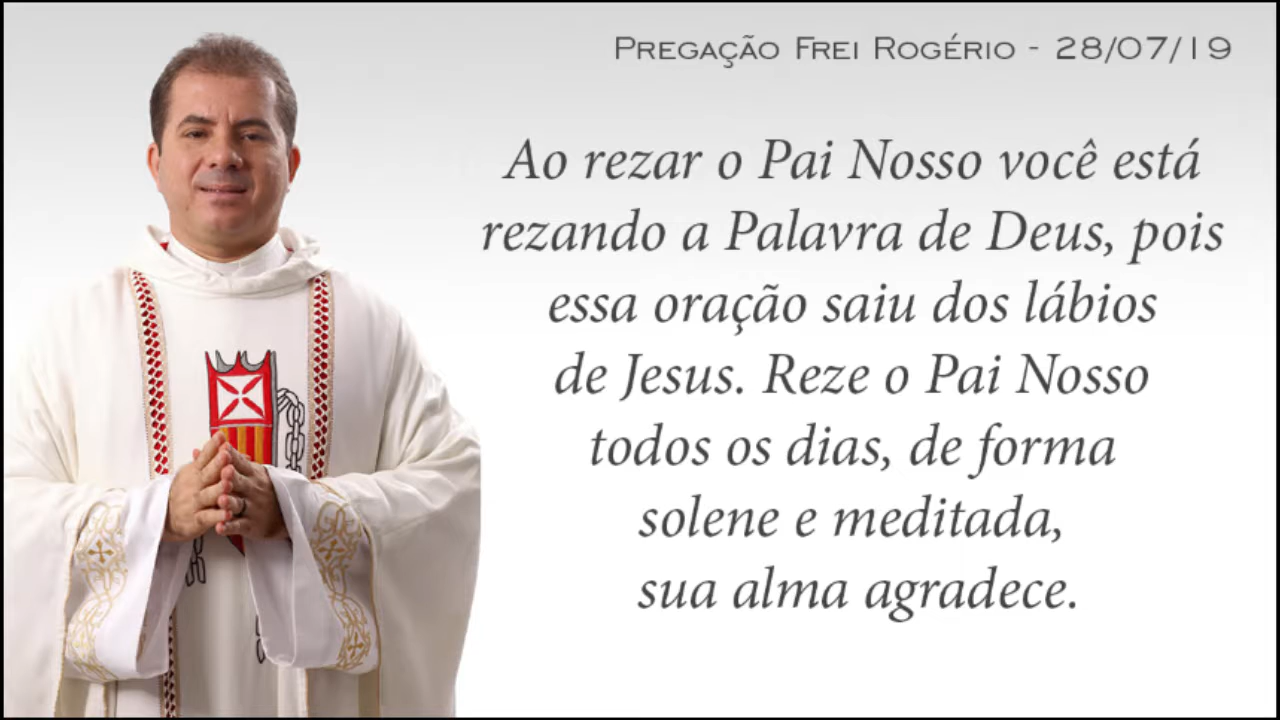 Pregação Frei Rogério - 28/07/19
Ao rezar o Pai Nosso você está
rezando a Palavra de Deus, pois
essa oração saiu dos lábios
de Jesus. Reze o Pai Nosso
todos os dias, de forma
solene e meditada,
sua alma agradece.